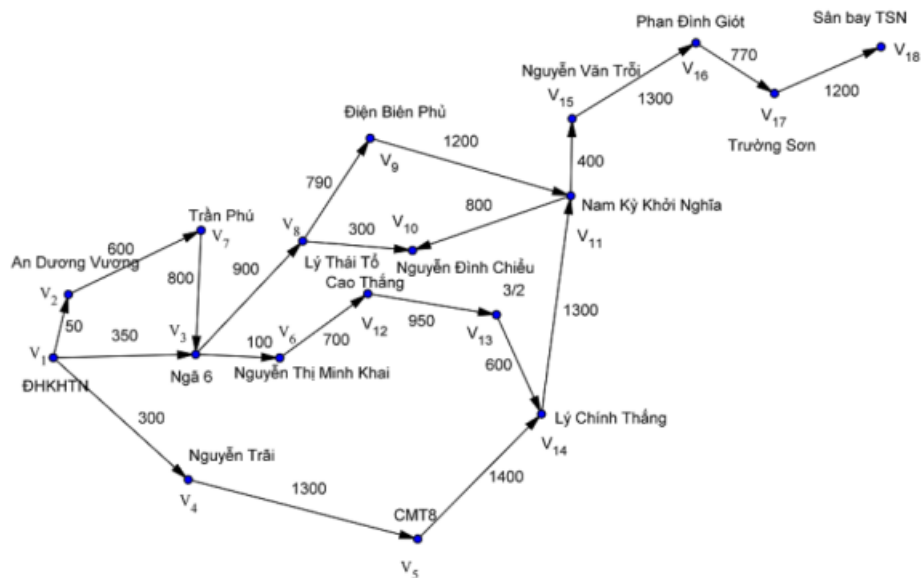 Sân bay TSN
Phan Đình Giót
V18
770
V16
1200
Nguyễn Văn Trỗi
V15
1300
V17
Trường Sơn
Điện Biên Phủ
1200
V9
400
790
800
Nam Kỳ Khởi Nghĩa
Trần Phú
V7
V8
V10
300
V11
600
900
Lý Thái Tổ
Nguyễn Đình Chiểu
An Dương Vương
800
Cao Thắng
3/2
V2
V12
950
V13
1300
50
350
V3
V6
700
100
600
V1
ĐHKHTN
Ngã 6
Nguyễn Thị Minh Khai
Lý Chính Thắng
V14
300
Nguyễn Trãi
1400
V4
1300
CMT8
V5